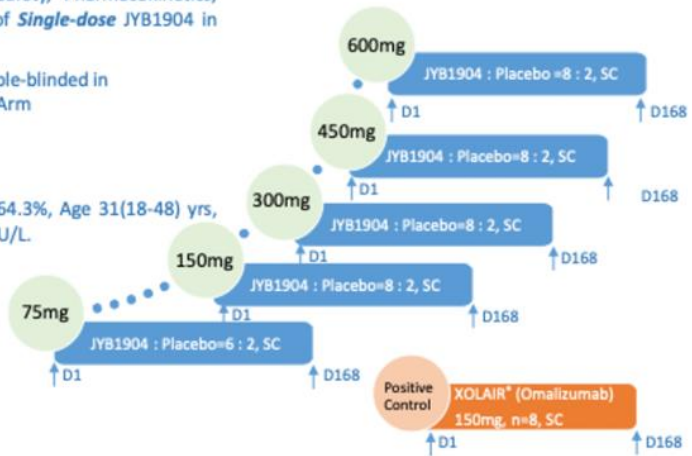 of Single-dose JYB1904 in
ble-blinded in
Arm
64.3%, Age 31(18-48) yrs,
U/L.
600mg
JYB1904 : Placebo =8 : 2, SC
D1
D168
450mg
JYB1904 : Placebo=8 : 2, SC
D1
D168
300mg
JYB1904 : Placebo=8 : 2, SC
D1
D168
150mg
JYB1904 : Placebo=8 : 2, SC
D1
D168
75mg
JYB1904 : Placebo=6 : 2, SC
D1
D168
Positive
Control
XOLAIR® (Omalizumab)
150mg, n=8, SC
D1
D168